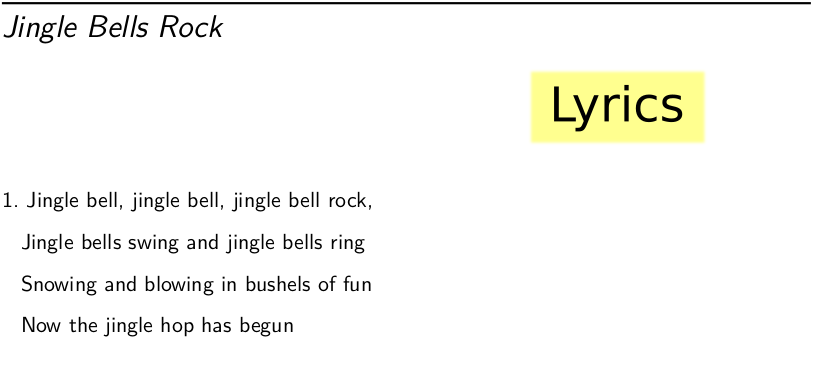 Jingle Bells Rock
Lyrics
1. Jingle bell, jingle bell, jingle bell rock,
Jingle bells swing and jingle bells ring
Snowing and blowing in bushels of fun
Now the jingle hop has begun